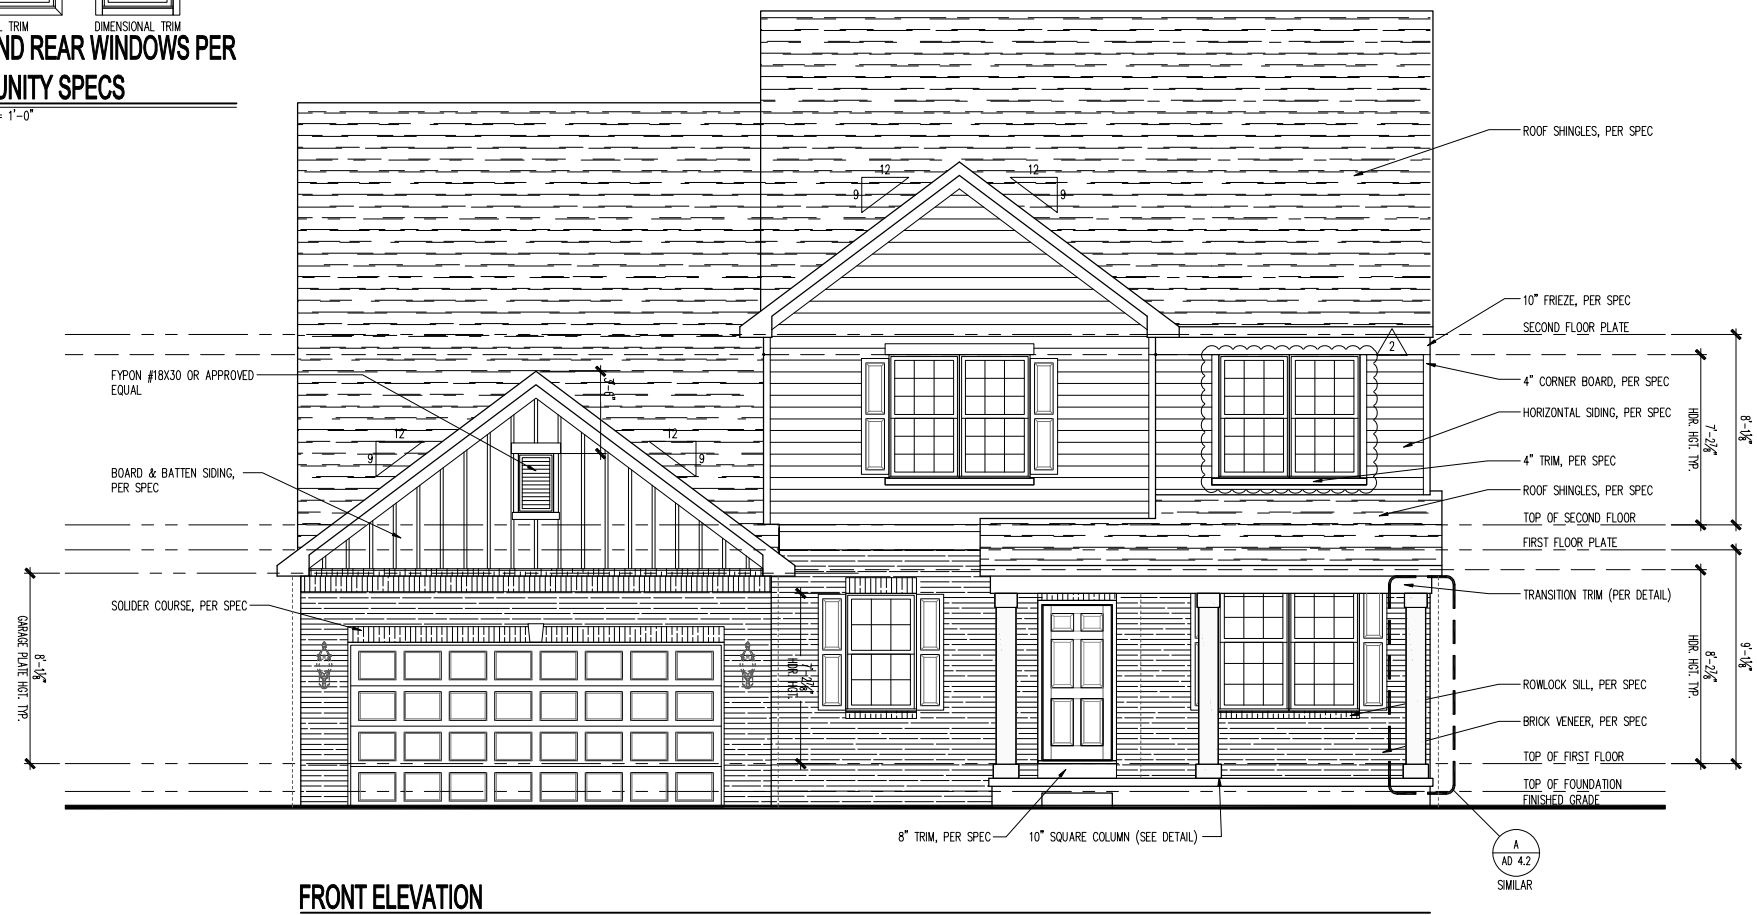 L TRIM
DIMENSIONAL TRIM
ND REAR WINDOWS PER
UNITY SPECS
= 1'-0"
ROOF SHINGLES, PER SPEC
12
9
12
9
10" FRIEZE, PER SPEC
SECOND FLOOR PLATE
2
FYPON #18X30 OR APPROVED
EQUAL
4" CORNER BOARD, PER SPEC
HORIZONTAL SIDING, PER SPEC
HDR. HGT. TYP.
7'-2⅞"
8'-1⅛"
12
9
12
9
BOARD & BATTEN SIDING,
PER SPEC
4" TRIM, PER SPEC
ROOF SHINGLES, PER SPEC
TOP OF SECOND FLOOR
FIRST FLOOR PLATE
SOLIDER COURSE, PER SPEC
TRANSITION TRIM (PER DETAIL)
GARAGE PLATE HGT. TYP.
8'-1⅛"
7'-2⅞"
HDR. HGT.
HDR. HGT. TYP.
8'-2⅞"
9'-1⅛"
ROWLOCK SILL, PER SPEC
BRICK VENEER, PER SPEC
TOP OF FIRST FLOOR
TOP OF FOUNDATION
FINISHED GRADE
8" TRIM, PER SPEC
10" SQUARE COLUMN (SEE DETAIL)
A
AD 4.2
SIMILAR
FRONT ELEVATION